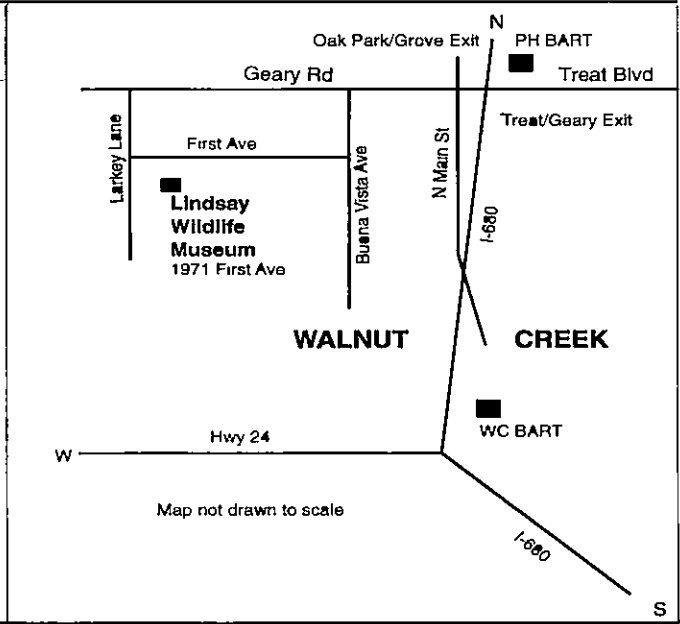 N
Oak Park/Grove Exit PH BART
Geary Rd Treat Blvd
Treat/Geary Exit
Larkey Lane
First Ave
Buena Vista Ave
N Main St
I-680
Lindsay
Wildlife
Museum
1971 First Ave
WALNUT CREEK
WC BART
Hwy 24
W
Map not drawn to scale
I-680
S